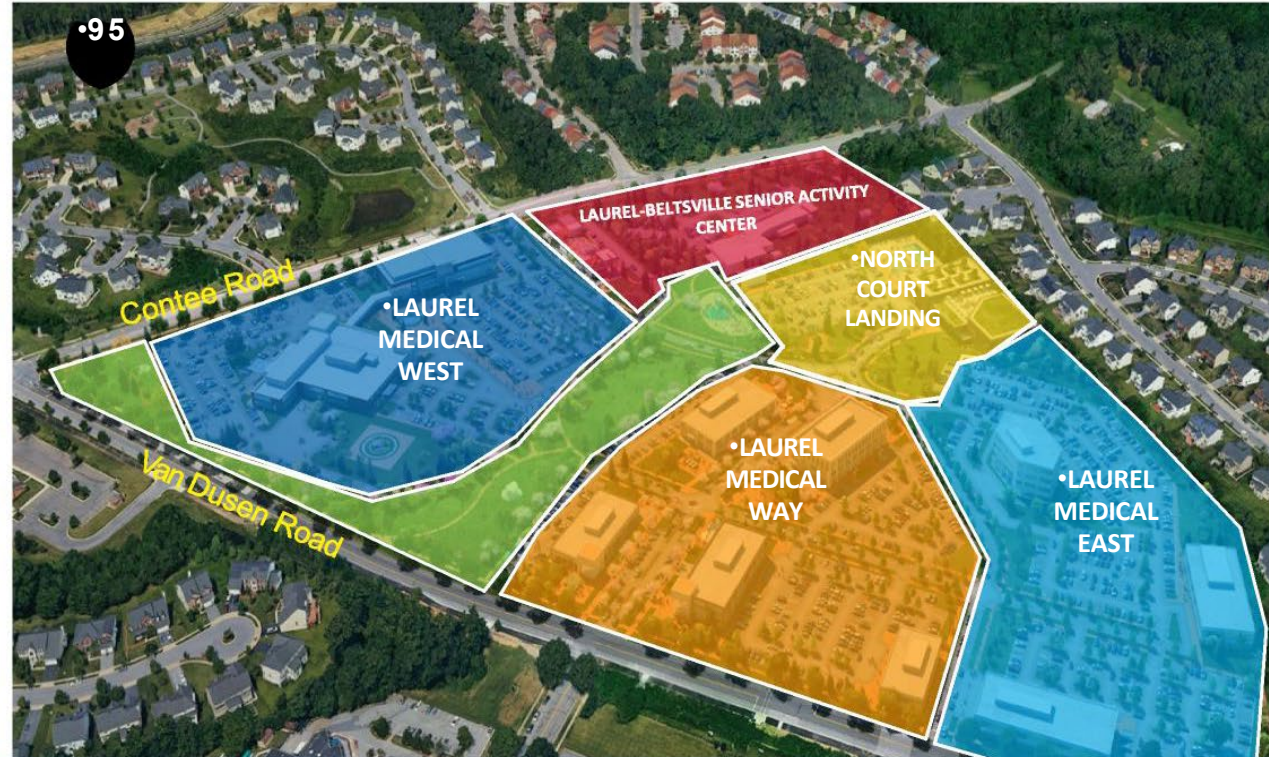 •95
LAUREL-BELTSVILLE SENIOR ACTIVITY
CENTER
•NORTH
COURT
LANDING
Contee Road
•LAUREL
MEDICAL
WEST
•LAUREL
MEDICAL
WAY
•LAUREL
MEDICAL
EAST
Van Dusen Road